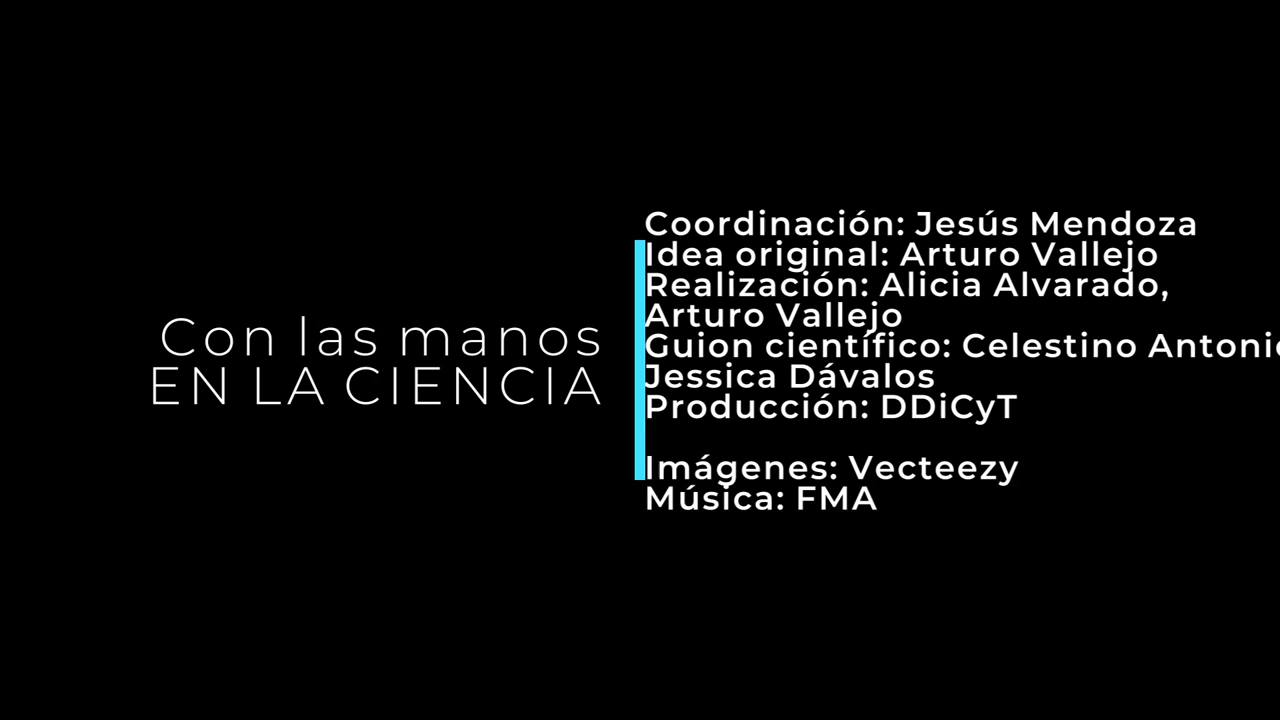 Con las manos
EN LA CIENCIA
Coordinación: Jesús Mendoza
Idea original: Arturo Vallejo
Realización: Alicia Alvarado,
Arturo Vallejo
Guion científico: Celestino
Jessica Dávalos
Producción: DDiCyT
Imágenes: Vecteezy
Música: FMA